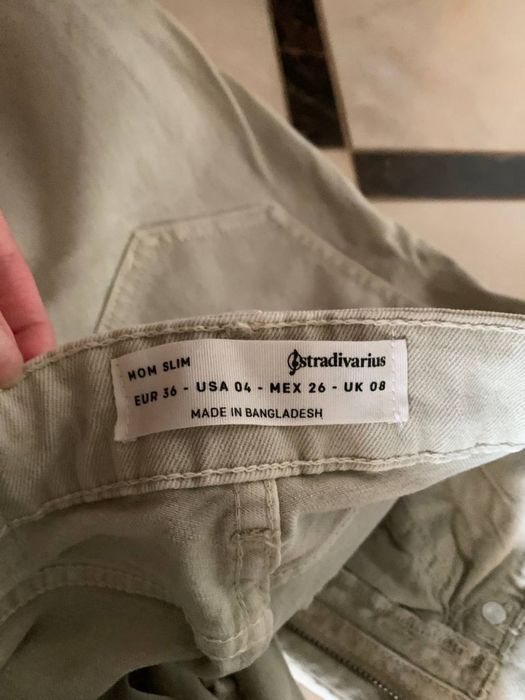 MOM SLIM
stradivarius
EUR 36 - USA 04 - MEX 26 - UK 08
MADE IN BANGLADESH